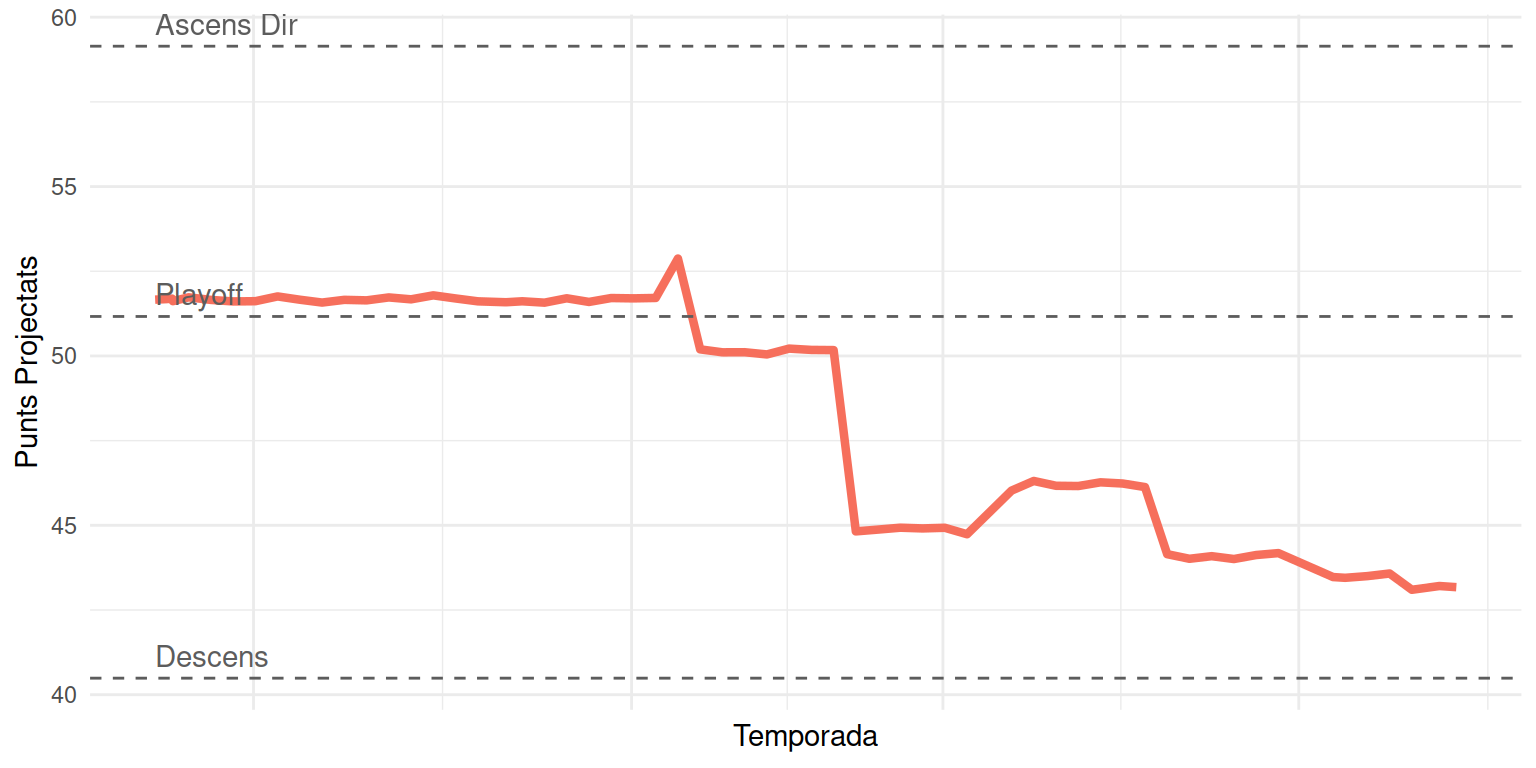 60
Ascens Dir
55
Playoff
50
45
Descens
40
Punts Projectats
Temporada